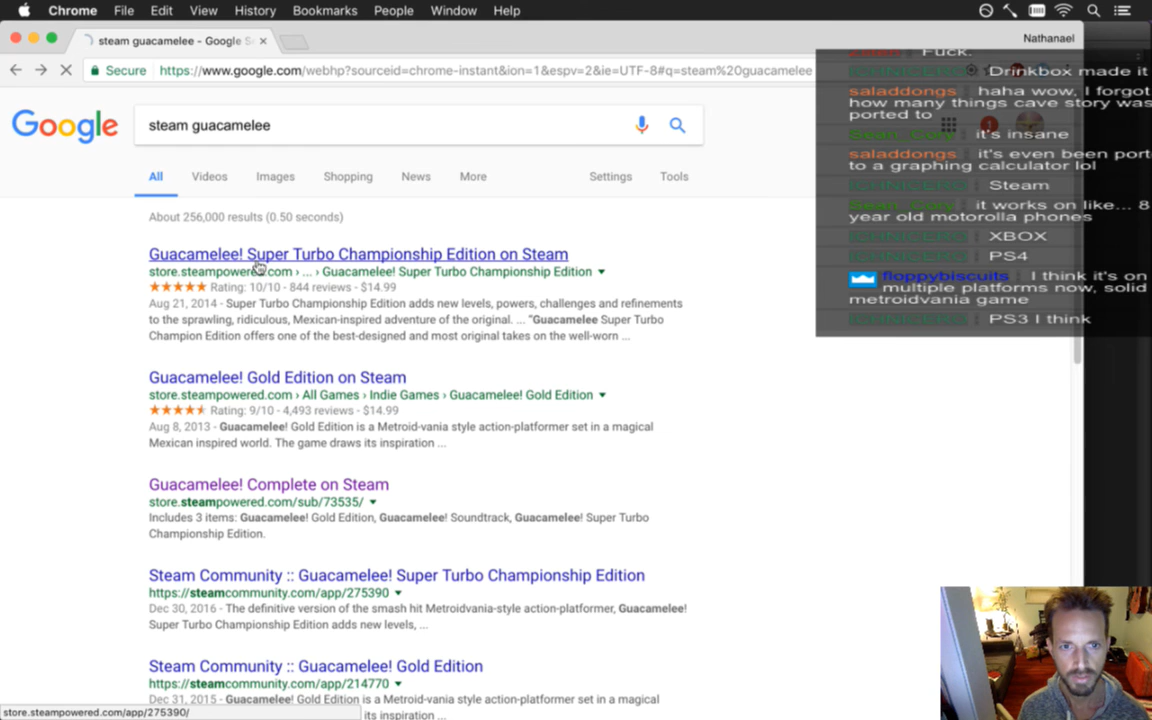 Chrome File Edit View History Bookmarks People Window Help
steam guacamelee - Google S
Nathanael
Secure https://www.google.com/webhp?sourceid=chrome-instant&ion=1&espv=2&ie=UTF-8#q=steam%20guacamelee
Google
steam guacamelee
All Videos Images Shopping News More Settings Tools
About 256,000 results (0.50 seconds)
Guacamelee! Super Turbo Championship Edition on Steam
store.steampowered.com › ... › Guacamelee! Super Turbo Championship Edition
Rating: 10/10 - 844 reviews - $14.99
Aug 21, 2014 - Super Turbo Championship Edition adds new levels, powers, challenges and refinements
to the sprawling, ridiculous, Mexican-inspired adventure of the original. ... "Guacamelee Super Turbo
Champion Edition offers one of the best-designed and most original takes on the well-worn ...
Guacamelee! Gold Edition on Steam
store.steampowered.com › All Games › Indie Games › Guacamelee! Gold Edition
Rating: 9/10 - 4,493 reviews - $14.99
Aug 8, 2013 - Guacamelee! Gold Edition is a Metroid-vania style action-platformer set in a magical
Mexican inspired world. The game draws its inspiration ...
Guacamelee! Complete on Steam
store.steampowered.com/sub/73535/
Includes 3 items: Guacamelee! Gold Edition, Guacamelee! Soundtrack, Guacamelee! Super Turbo
Championship Edition.
Steam Community :: Guacamelee! Super Turbo Championship Edition
https://steamcommunity.com/app/275390
Dec 30, 2016 - The definitive version of the smash hit Metroidvania-style action-platformer, Guacamelee!
Super Turbo Championship Edition adds new levels, ...
Steam Community :: Guacamelee! Gold Edition
https://steamcommunity.com/app/214770
Dec 31, 2015 - Guacamelee! Gold Edition is a Metroid-vania style action-platformer set in a magical
its inspiration ...
store.steampowered.com/app/275390/
Fuck.
Drinkbox made it
saladdongs haha wow, I forgot
how many things cave story was
ported to
Sean_Cory it's insane
saladdongs it's even been port
to a graphing calculator lol
Steam
Sean_Cory it works on like... 8
year old motorolla phones
XBOX
PS4
floppybiscuits I think it's on
multiple platforms now, solid
metroidvania game
PS3 I think